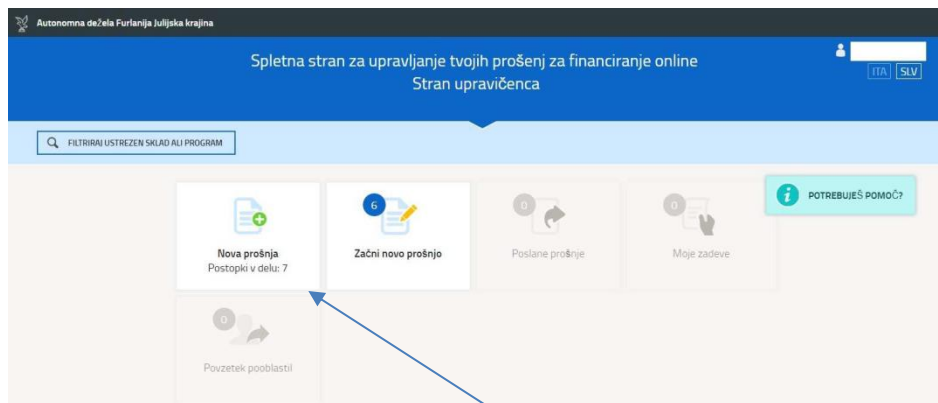 Autonomna dežela Furlanija Julijska krajina
Spletna stran za upravljanje tvojih prošenj za financiranje online
Stran upravičenca
ITA SLV
FILTRIRAJ USTREZEN SKLAD ALI PROGRAM
POTREBUJEŠ POMOČ?
Nova prošnja
Postopki v delu: 7
6
Začni novo prošnjo
0
Poslane prošnje
0
Moje zadeve
0
Povzetek pooblastil